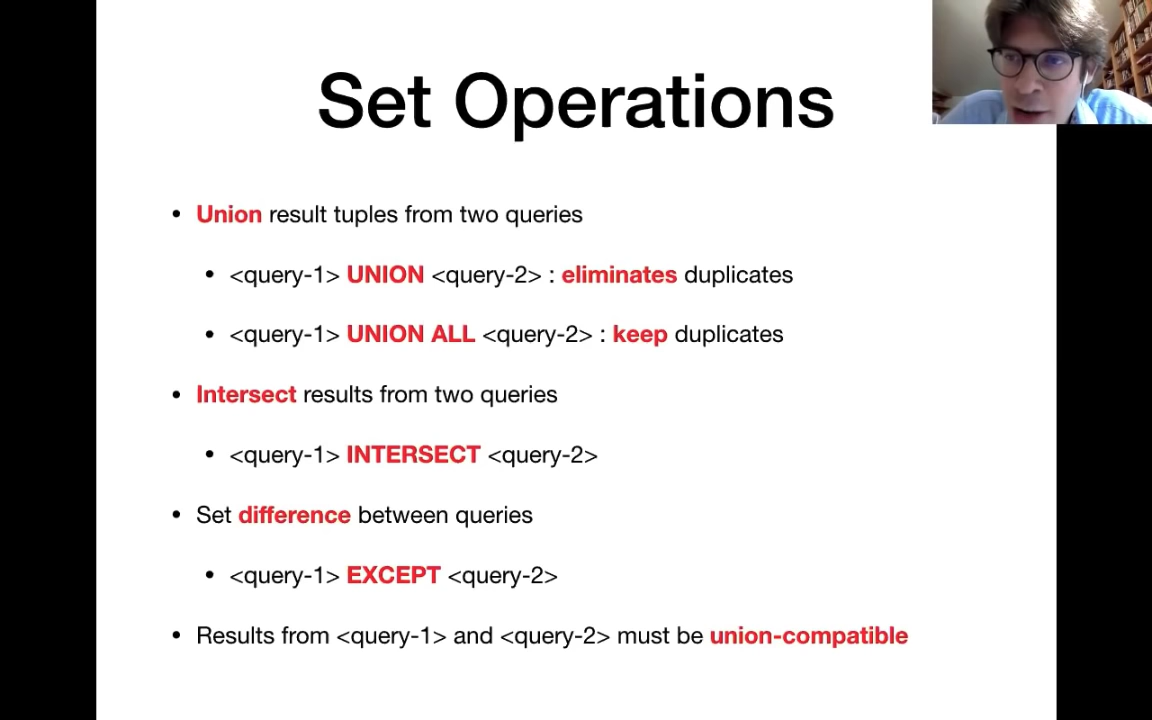 Set Operations
• Union result tuples from two queries
• <query-1> UNION <query-2> : eliminates duplicates
• <query-1> UNION ALL <query-2> : keep duplicates
• Intersect results from two queries
• <query-1> INTERSECT <query-2>
• Set difference between queries
• <query-1> EXCEPT <query-2>
• Results from <query-1> and <query-2> must be union-compatible